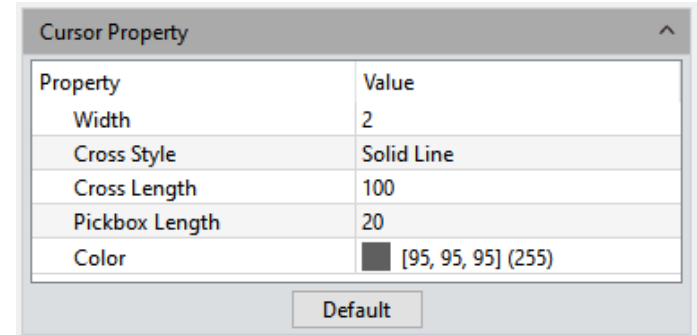 Cursor Property
Property Value
Width 2
Cross Style Solid Line
Cross Length 100
Pickbox Length 20
Color [95, 95, 95] (255)
Default